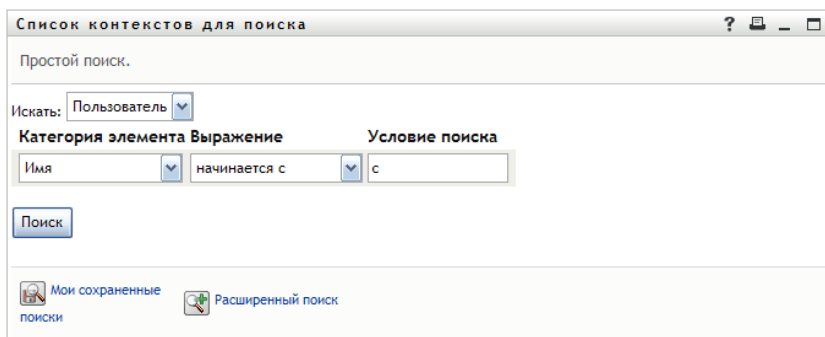 Список контекстов для поиска ?
Простой поиск.
Искать: Пользователь
Категория элемента Выражение Условие поиска
Имя начинается с с
Поиск
Мои сохраненные
поиски
Расширенный поиск